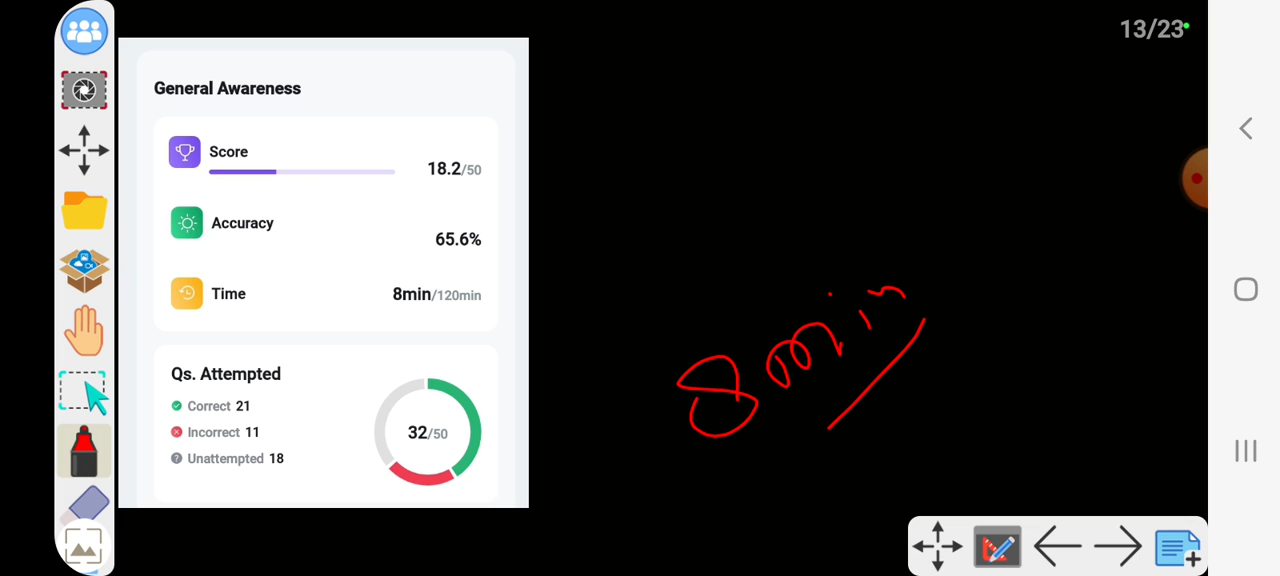 13/23
General Awareness
Score
18.2/50
Accuracy
65.6%
Time
8min/120min
Qs. Attempted
Correct 21
Incorrect 11
Unattempted 18
32/50
8 min